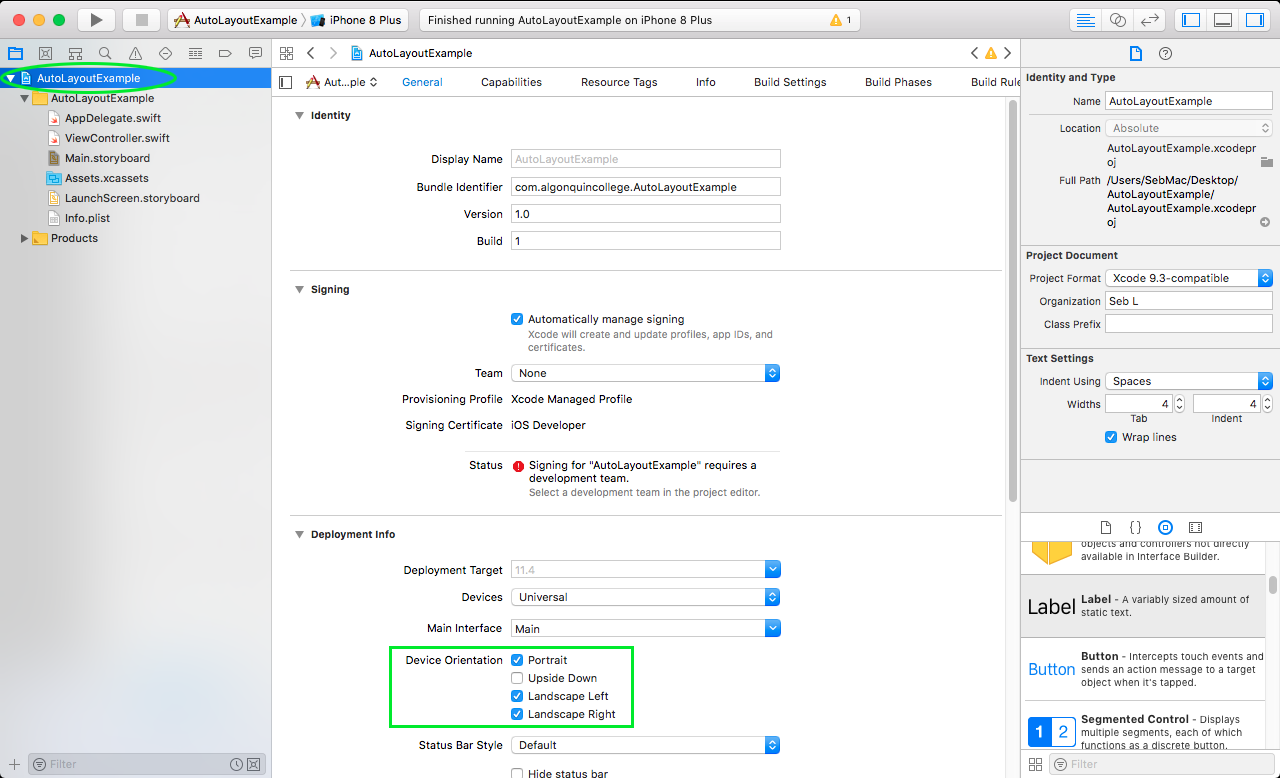 AutoLayoutExample
iPhone 8 Plus
Finished running AutoLayoutExample on iPhone 8 Plus
1
AutoLayoutExample
AutoLayoutExample
AppDelegate.swift
ViewController.swift
Main.storyboard
Assets.xcassets
LaunchScreen.storyboard
Info.plist
Products
Filter
AutoLayoutExample
Aut...ple
General
Capabilities
Resource Tags
Info
Build Settings
Build Phases
Build Rule
Identity
Display Name AutoLayoutExample
Bundle Identifier com.algonquincollege.AutoLayoutExample
Version 1.0
Build 1
Signing
Automatically manage signing
Xcode will create and update profiles, app IDs, and
certificates.
Team None
Provisioning Profile Xcode Managed Profile
Signing Certificate iOS Developer
Status Signing for "AutoLayoutExample" requires a
development team.
Select a development team in the project editor.
Deployment Info
Deployment Target 11.4
Devices Universal
Main Interface Main
Device Orientation Portrait
Upside Down
Landscape Left
Landscape Right
Status Bar Style Default
Hide status bar
Identity and Type
Name AutoLayoutExample
Location Absolute
AutoLayoutExample.xcodepr
oj
Full Path /Users/SebMac/Desktop/
AutoLayoutExample/
AutoLayoutExample.xcodepr
oj
Project Document
Project Format Xcode 9.3-compatible
Organization Seb L
Class Prefix
Text Settings
Indent Using Spaces
Widths 4 4
Tab Indent
Wrap lines
{}
objects and controllers not directly
available in Interface Builder.
Label
Label - A variably sized amount of
static text.
Button
Button - Intercepts touch events and
sends an action message to a target
object when it's tapped.
1 2
Segmented Control - Displays
multiple segments, each of which
functions as a discrete button.
Filter